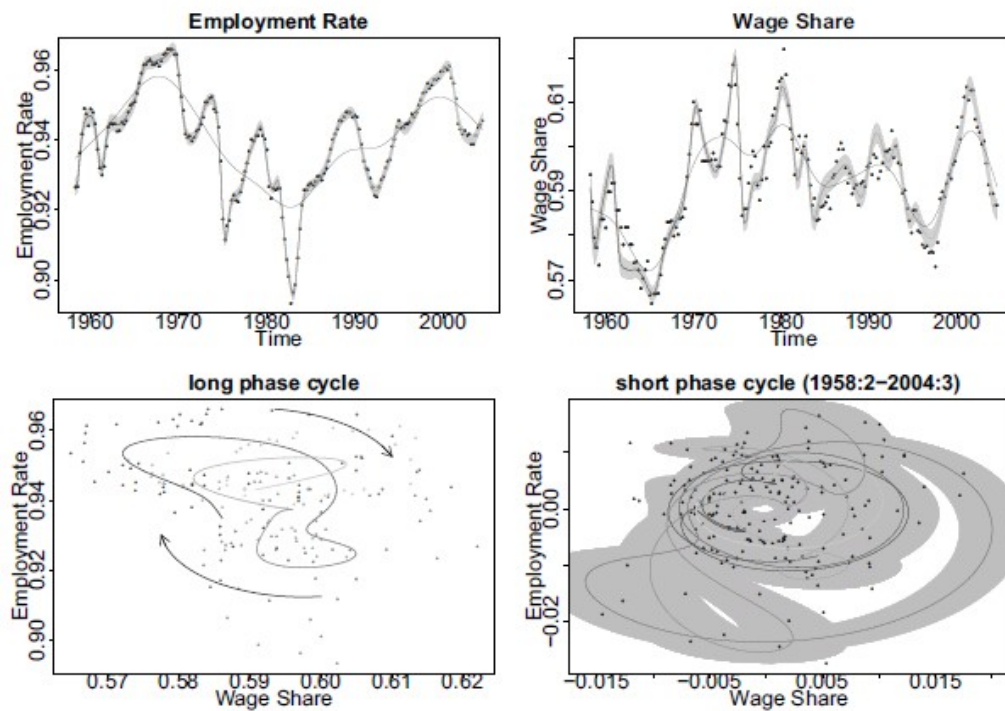 Employment Rate
Employment Rate
0.90
0.92
0.94
0.96
1960
1970
1980
1990
2000
Time
Wage Share
Wage Share
0.57
0.59
0.61
1960
1970
1980
1990
2000
Time
long phase cycle
Employment Rate
0.90
0.92
0.94
0.96
0.57
0.58
0.59
0.60
0.61
0.62
Wage Share
short phase cycle (1958:2−2004:3)
Employment Rate
−0.02
0.00
−0.015
−0.005
0.005
0.015
Wage Share